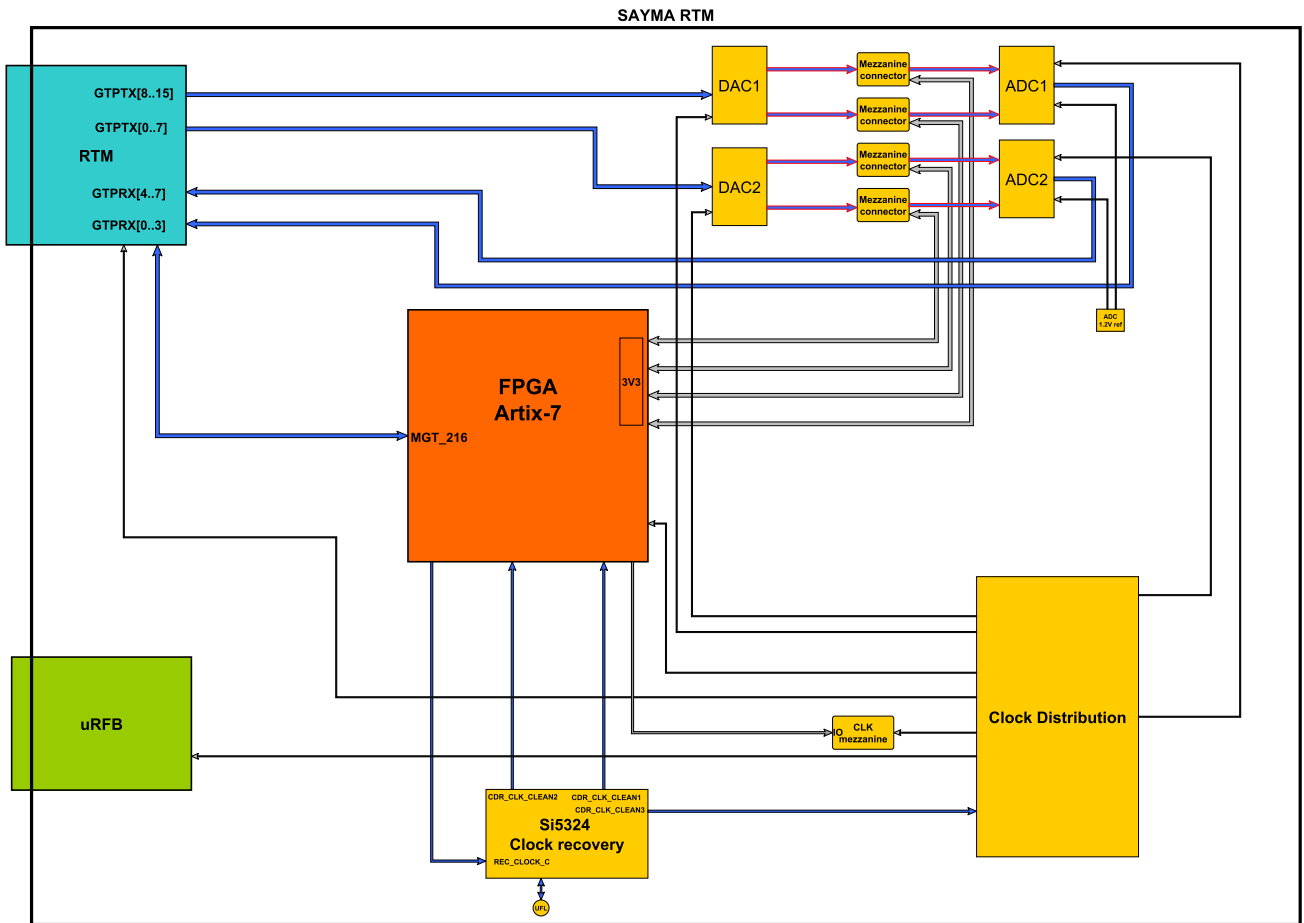 SAYMA RTM
GTPTX[8..15]
GTPTX[0..7]
RTM
GTPRX[4..7]
GTPRX[0..3]
DAC1
DAC2
Mezzanine
connector
Mezzanine
connector
Mezzanine
connector
Mezzanine
connector
ADC1
ADC2
ADC
1.2V ref
FPGA
Artix-7
3V3
MGT_216
uRFB
Clock Distribution
IO
CLK
mezzanine
CDR_CLK_CLEAN2
CDR_CLK_CLEAN1
CDR_CLK_CLEAN3
Si5324
Clock recovery
REC_CLOCK_C
UFL